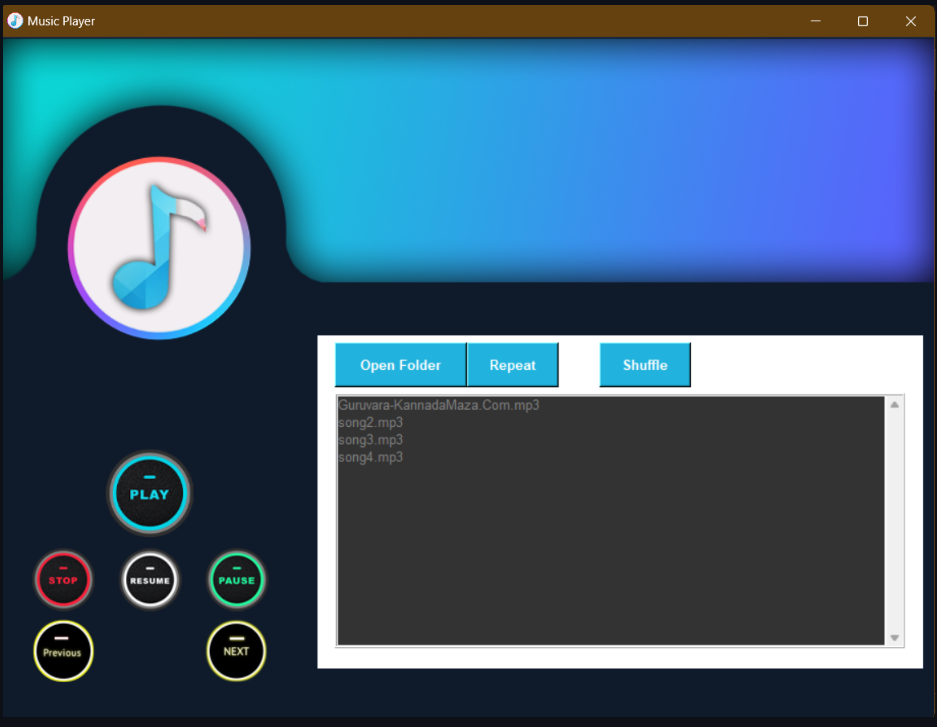 Music Player
Open Folder
Repeat
Shuffle
Guruvara-KannadaMaza.Com.mp3
song2.mp3
song3.mp3
song4.mp3
PLAY
STOP
RESUME
PAUSE
Previous
NEXT